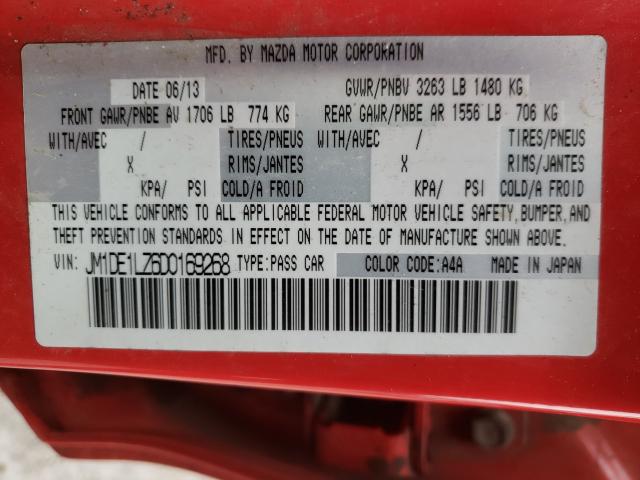 MFD. BY MAZDA MOTOR CORPORATION
DATE 06/13 GVWR/PNBV 3263 LB 1480 KG
FRONT GAWR/PNBE AV 1706 LB 774 KG REAR GAWR/PNBE AR 1556 LB 706 KG
WITH/AVEC / TIRES/PNEUS WITH/AVEC / TIRES/PNEUS
X RIMS/JANTES X RIMS/JANTES
KPA/ PSI COLD/A FROID KPA/ PSI COLD/A FROID
THIS VEHICLE CONFORMS TO ALL APPLICABLE FEDERAL MOTOR VEHICLE SAFETY, BUMPER, AND
THEFT PREVENTION STANDARDS IN EFFECT ON THE DATE OF MANUFACTURE SHOWN ABOVE.
VIN: JM1DE1LZ6D0169268 TYPE:PASS CAR COLOR CODE:A4A MADE IN JAPAN